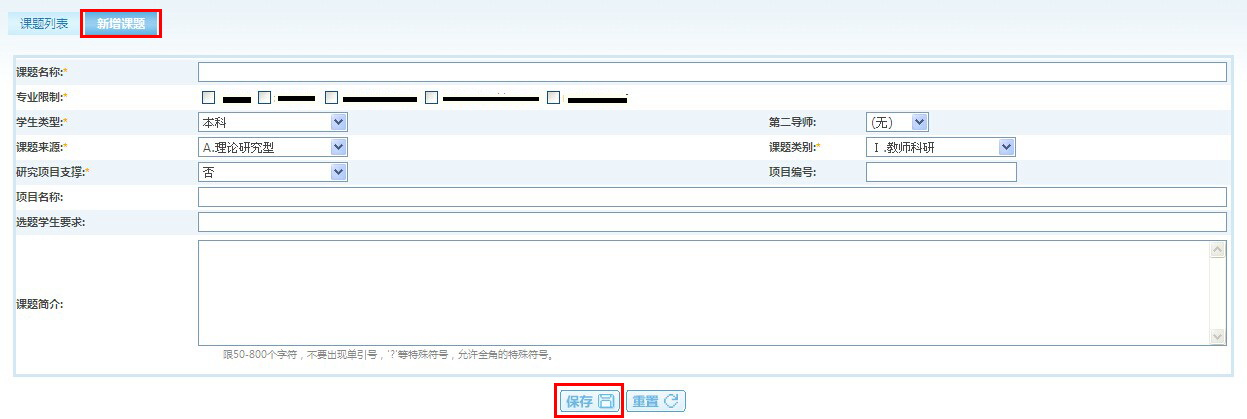 课题列表 新增课题
课题名称:*
专业限制:*
学生类型:* 本科 第二导师: (无)
课题来源:* A.理论研究型 课题类别:* Ⅰ.教师科研
研究项目支撑:* 否 项目编号:
项目名称:
选题学生要求:
课题简介:
限50-800个字符，不要出现单引号，'?'等特殊符号，允许全角的特殊符号。
保存 重置